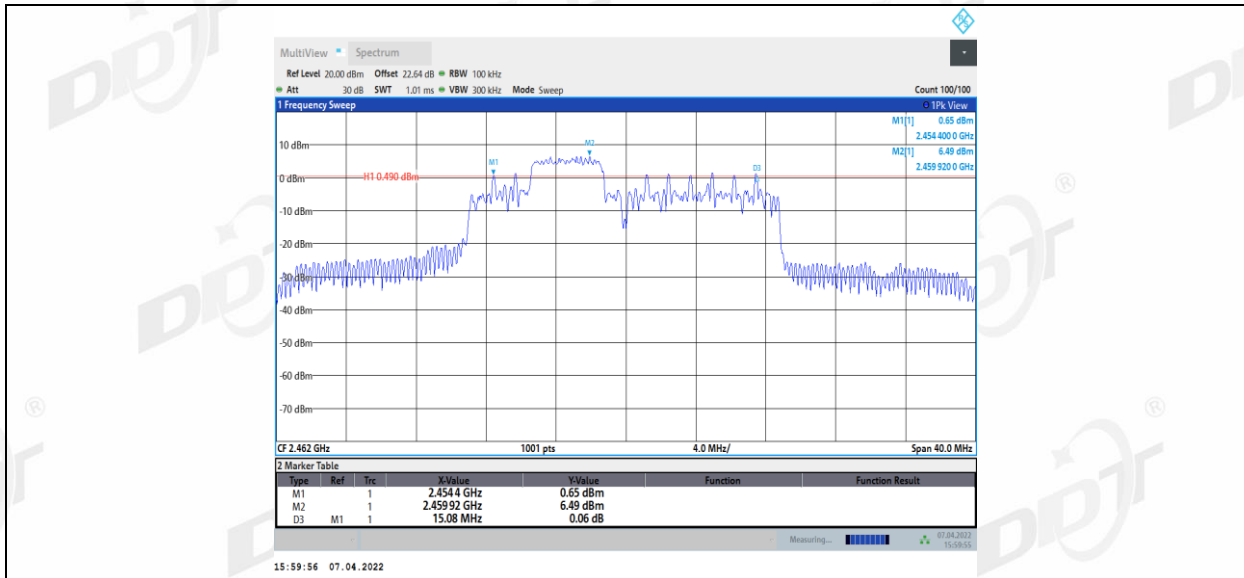 MultiView Spectrum
Ref Level 20.00 dBm Offset 22.64 dB RBW 100 kHz
Att 30 dB SWT 1.01 ms VBW 300 kHz Mode Sweep Count 100/100
1 Frequency Sweep 1Pk View
M1[1] 0.65 dBm
2.454 400 0 GHz
M2[1] 6.49 dBm
2.459 920 0 GHz
10 dBm
M2
M1
D3
0 dBm
H1 0.490 dBm
-10 dBm
-20 dBm
-30 dBm
-40 dBm
-50 dBm
-60 dBm
-70 dBm
CF 2.462 GHz 1001 pts 4.0 MHz/ Span 40.0 MHz
2 Marker Table
Type Ref Trc X-Value Y-Value Function Function Result
M1 1 2.454 4 GHz 0.65 dBm
M2 1 2.459 92 GHz 6.49 dBm
D3 M1 1 15.08 MHz 0.06 dB
Measuring... 07.04.2022
15:59:55
15:59:56 07.04.2022
DDT
®